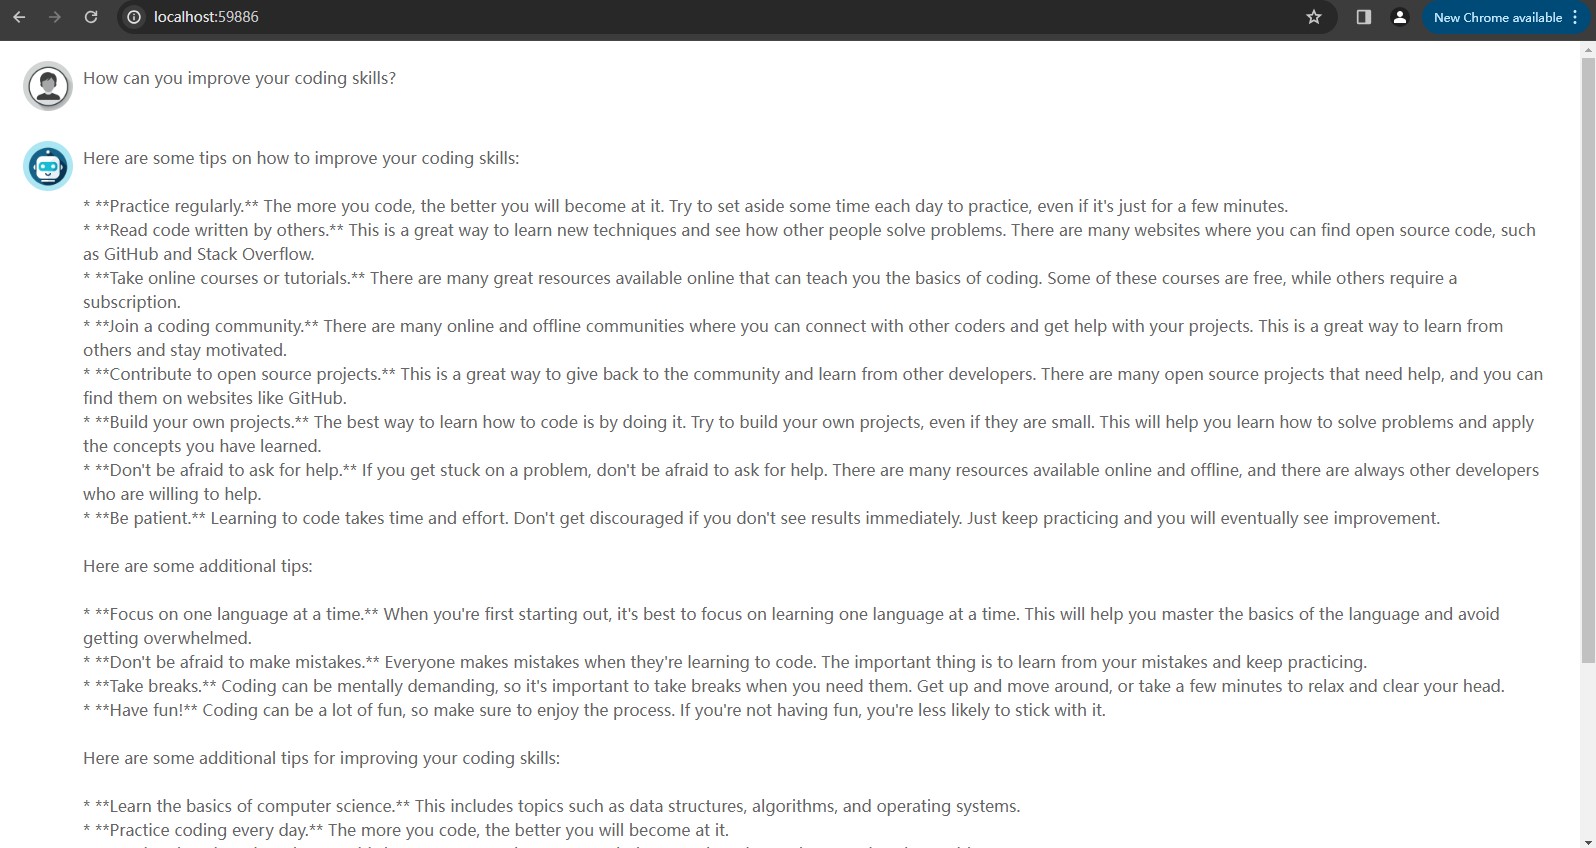 localhost:59886
New Chrome available
How can you improve your coding skills?
Here are some tips on how to improve your coding skills:
* **Practice regularly.** The more you code, the better you will become at it. Try to set aside some time each day to practice, even if it's just for a few minutes.
* **Read code written by others.** This is a great way to learn new techniques and see how other people solve problems. There are many websites where you can find open source code, such
as GitHub and Stack Overflow.
* **Take online courses or tutorials.** There are many great resources available online that can teach you the basics of coding. Some of these courses are free, while others require a
subscription.
* **Join a coding community.** There are many online and offline communities where you can connect with other coders and get help with your projects. This is a great way to learn from
others and stay motivated.
* **Contribute to open source projects.** This is a great way to give back to the community and learn from other developers. There are many open source projects that need help, and you can
find them on websites like GitHub.
* **Build your own projects.** The best way to learn how to code is by doing it. Try to build your own projects, even if they are small. This will help you learn how to solve problems and apply
the concepts you have learned.
* **Don't be afraid to ask for help.** If you get stuck on a problem, don't be afraid to ask for help. There are many resources available online and offline, and there are always other developers
who are willing to help.
* **Be patient.** Learning to code takes time and effort. Don't get discouraged if you don't see results immediately. Just keep practicing and you will eventually see improvement.
Here are some additional tips:
* **Focus on one language at a time.** When you're first starting out, it's best to focus on learning one language at a time. This will help you master the basics of the language and avoid
getting overwhelmed.
* **Don't be afraid to make mistakes.** Everyone makes mistakes when they're learning to code. The important thing is to learn from your mistakes and keep practicing.
* **Take breaks.** Coding can be mentally demanding, so it's important to take breaks when you need them. Get up and move around, or take a few minutes to relax and clear your head.
* **Have fun!** Coding can be a lot of fun, so make sure to enjoy the process. If you're not having fun, you're less likely to stick with it.
Here are some additional tips for improving your coding skills:
* **Learn the basics of computer science.** This includes topics such as data structures, algorithms, and operating systems.
* **Practice coding every day.** The more you code, the better you will become at it.